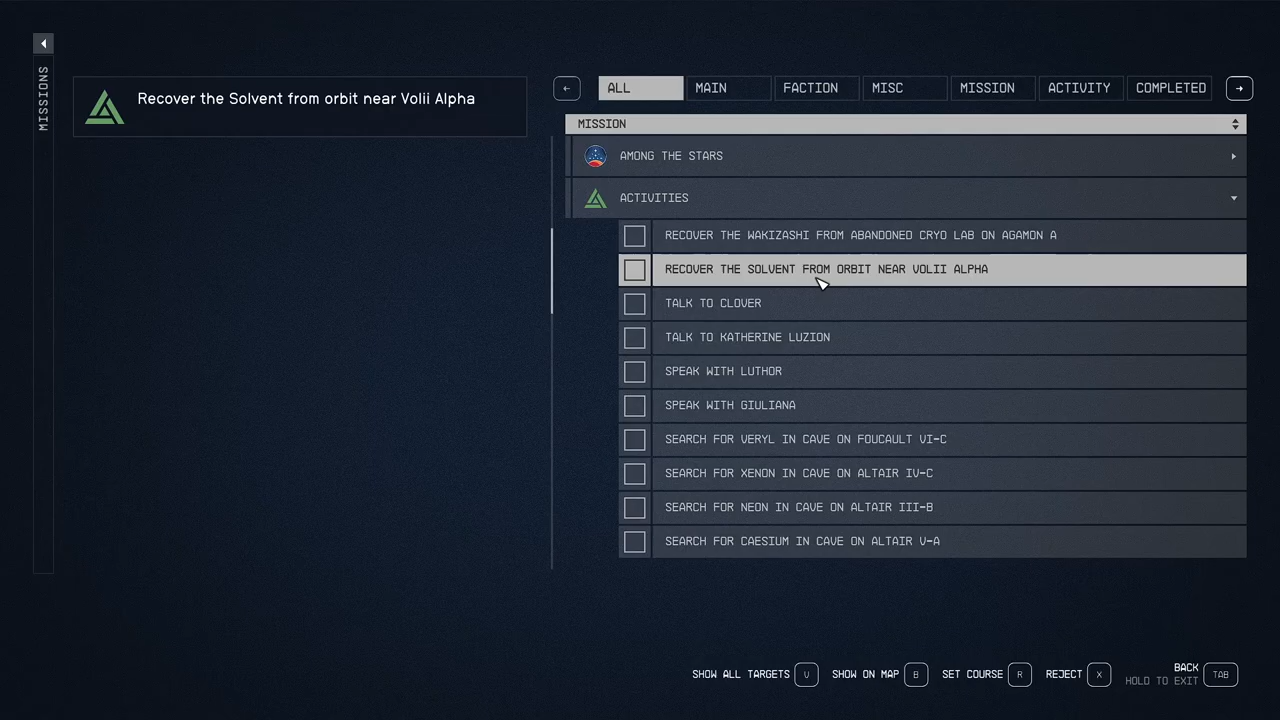 MISSIONS
Recover the Solvent from orbit near Volii Alpha
ALL
MAIN
FACTION
MISC
MISSION
ACTIVITY
COMPLETED
MISSION
AMONG THE STARS
ACTIVITIES
RECOVER THE WAKIZASHI FROM ABANDONED CRYO LAB ON AGAMON A
RECOVER THE SOLVENT FROM ORBIT NEAR VOLII ALPHA
TALK TO CLOVER
TALK TO KATHERINE LUZION
SPEAK WITH LUTHOR
SPEAK WITH GIULIANA
SEARCH FOR VERYL IN CAVE ON FOUCAULT VI-C
SEARCH FOR XENON IN CAVE ON ALTAIR IV-C
SEARCH FOR NEON IN CAVE ON ALTAIR III-B
SEARCH FOR CAESIUM IN CAVE ON ALTAIR V-A
SHOW ALL TARGETS V
SHOW ON MAP B
SET COURSE R
REJECT X
BACK
HOLD TO EXIT TAB